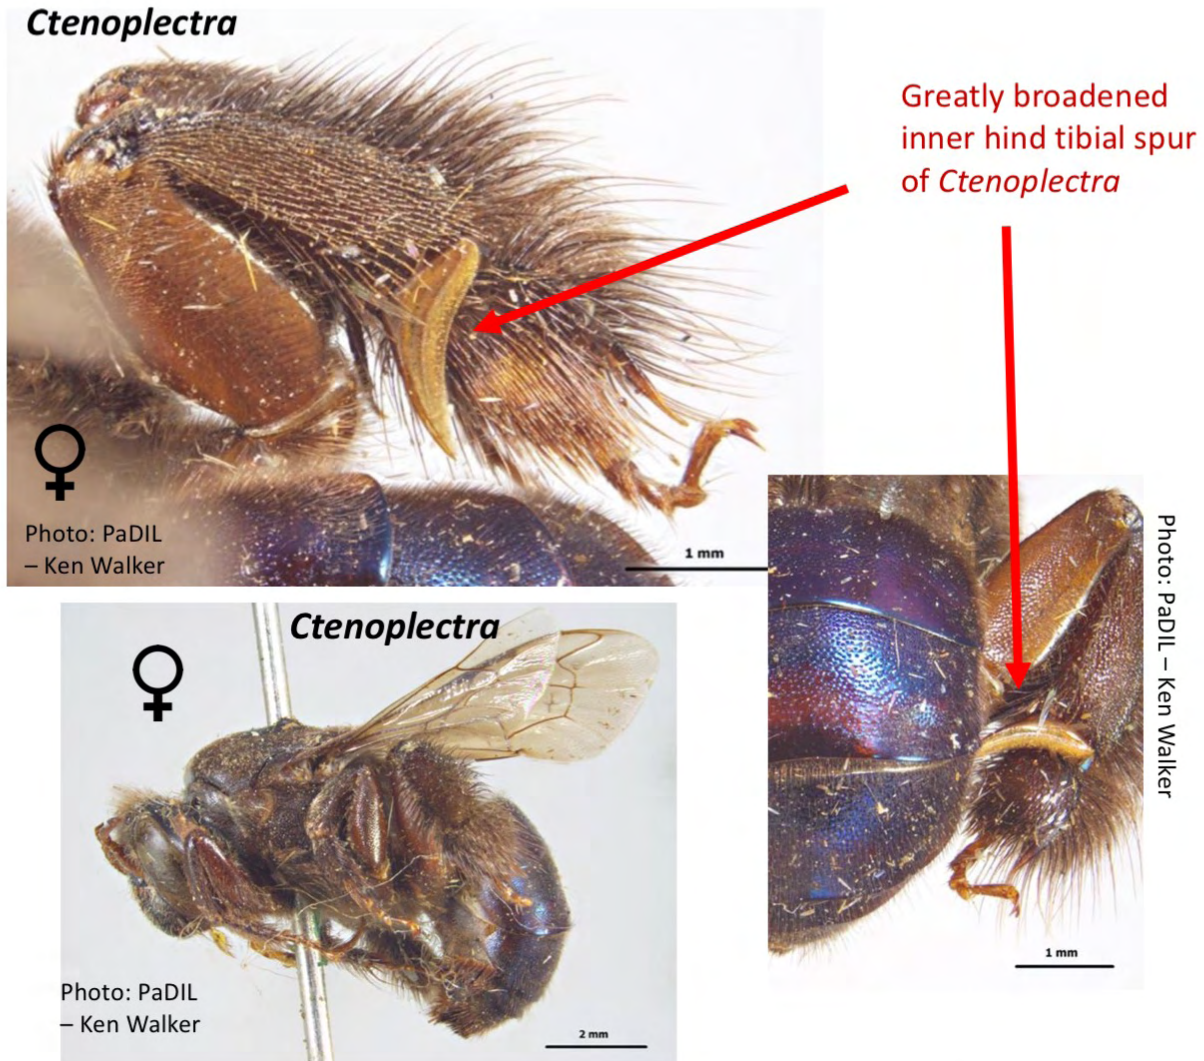 Ctenoplectra
Greatly broadened
inner hind tibial spur
of Ctenoplectra
♀
Photo: PaDIL
– Ken Walker
1 mm
Ctenoplectra
♀
Photo: PaDIL
– Ken Walker
2 mm
Photo: PaDIL – Ken Walker
1 mm